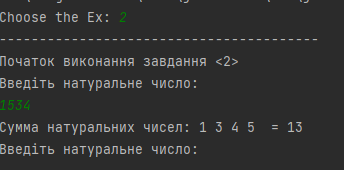 Choose the Ex: 2
---------------------------------------
Початок виконання завдання <2>
Введіть натуральне число:
1534
Сумма натуральних чисел: 1 3 4 5  = 13
Введіть натуральне число: